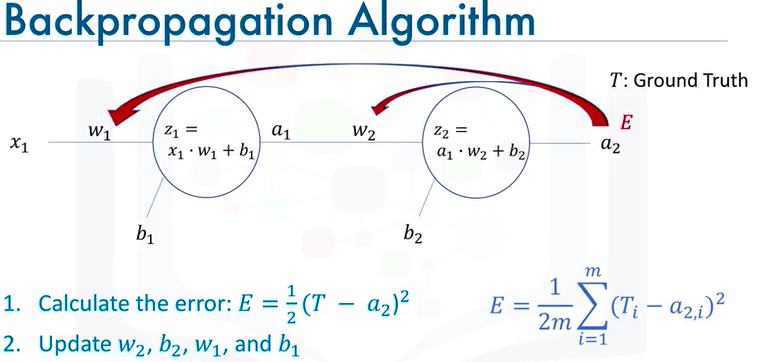 Backpropagation Algorithm
T: Ground Truth
E
x₁
w₁
z₁ =
x₁ · w₁ + b₁
a₁
w₂
z₂ =
a₁ · w₂ + b₂
a₂
b₁
b₂
1. Calculate the error: E = ½(T − a₂)²
E = 1/2m ∑ᵢ₌₁ᵐ (Tᵢ − a₂,ᵢ)²
2. Update w₂, b₂, w₁, and b₁